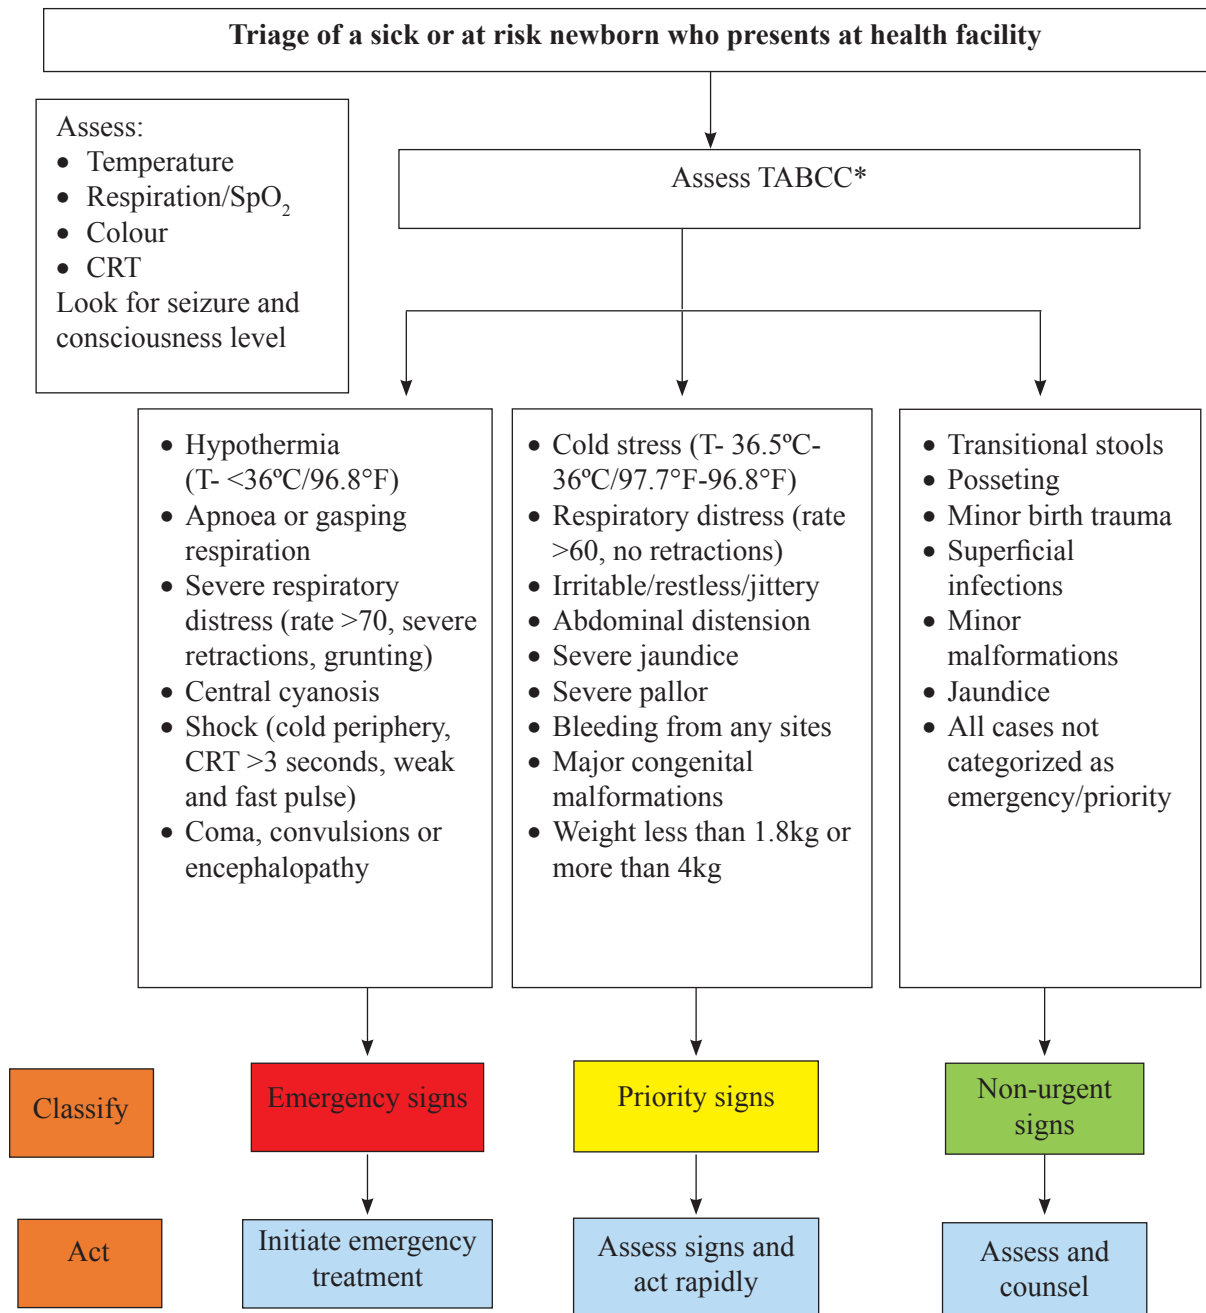 Triage of a sick or at risk newborn who presents at health facility
Assess:
• Temperature
• Respiration/SpO₂
• Colour
• CRT
Look for seizure and
consciousness level
Assess TABCC*
• Hypothermia
(T- <36ºC/96.8°F)
• Apnoea or gasping
respiration
• Severe respiratory
distress (rate >70, severe
retractions, grunting)
• Central cyanosis
• Shock (cold periphery,
CRT >3 seconds, weak
and fast pulse)
• Coma, convulsions or
encephalopathy
• Cold stress (T- 36.5ºC-
36ºC/97.7°F-96.8°F)
• Respiratory distress (rate
>60, no retractions)
• Irritable/restless/jittery
• Abdominal distension
• Severe jaundice
• Severe pallor
• Bleeding from any sites
• Major congenital
malformations
• Weight less than 1.8kg or
more than 4kg
• Transitional stools
• Posseting
• Minor birth trauma
• Superficial
infections
• Minor
malformations
• Jaundice
• All cases not
categorized as
emergency/priority
Classify
Emergency signs
Priority signs
Non-urgent
signs
Act
Initiate emergency
treatment
Assess signs and
act rapidly
Assess and
counsel